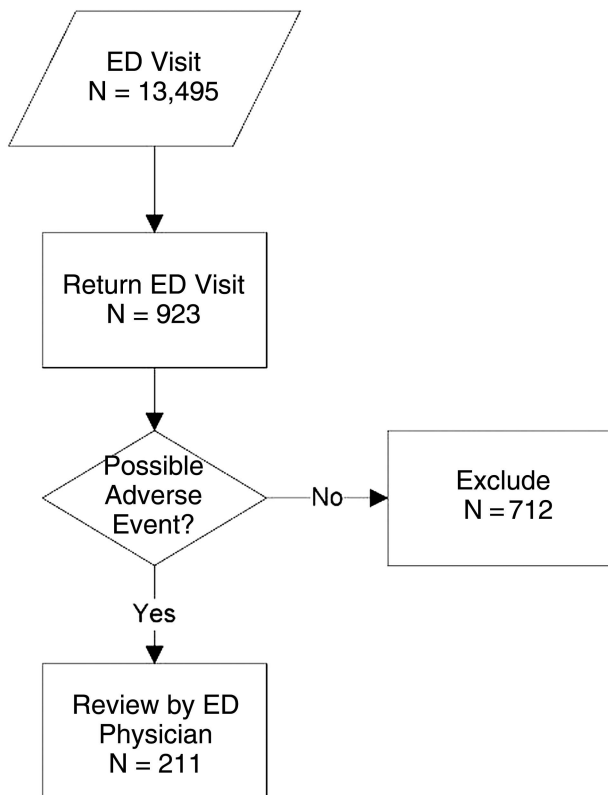 ED Visit
N = 13,495
Return ED Visit
N = 923
Possible
Adverse
Event?
No
Exclude
N = 712
Yes
Review by ED
Physician
N = 211